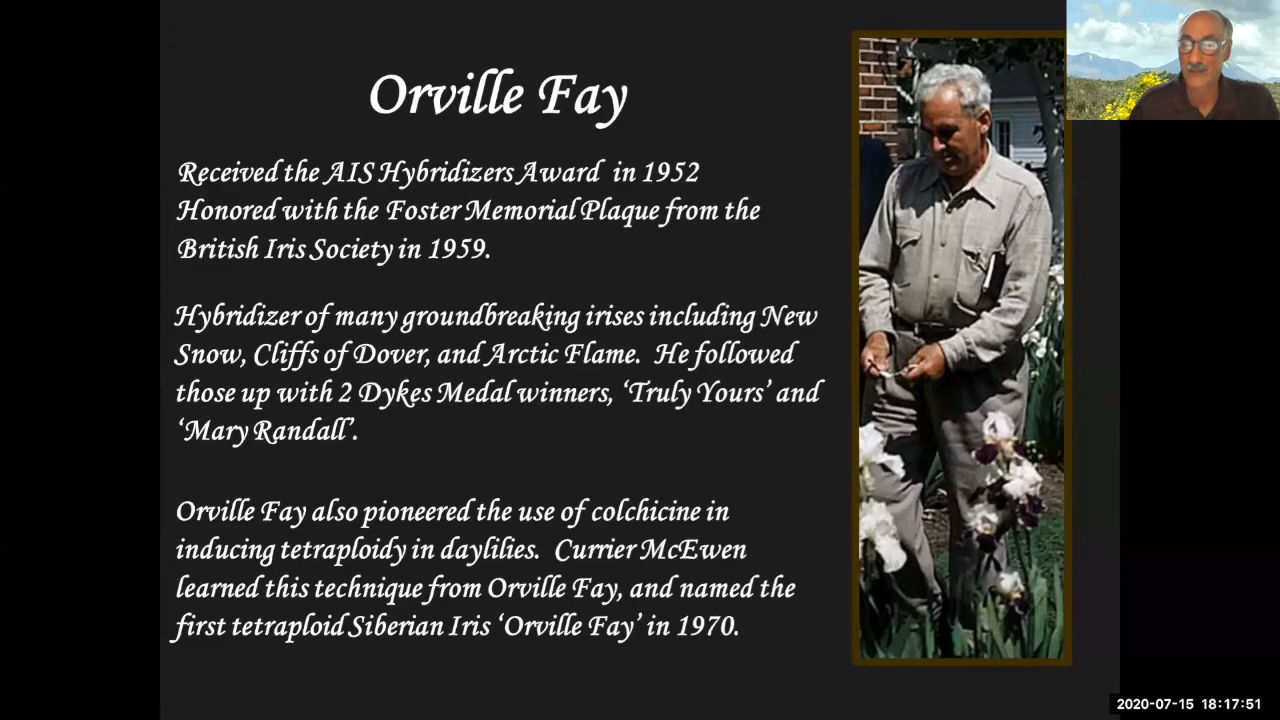 Orville Fay
Received the AIS Hybridizers Award in 1952
Honored with the Foster Memorial Plaque from the
British Iris Society in 1959.
Hybridizer of many groundbreaking irises including New
Snow, Cliffs of Dover, and Arctic Flame. He followed
those up with 2 Dykes Medal winners, ‘Truly Yours’ and
‘Mary Randall’.
Orville Fay also pioneered the use of colchicine in
inducing tetraploidy in daylilies. Currier McEwen
learned this technique from Orville Fay, and named the
first tetraploid Siberian Iris ‘Orville Fay’ in 1970.
2020-07-15 18:17:51